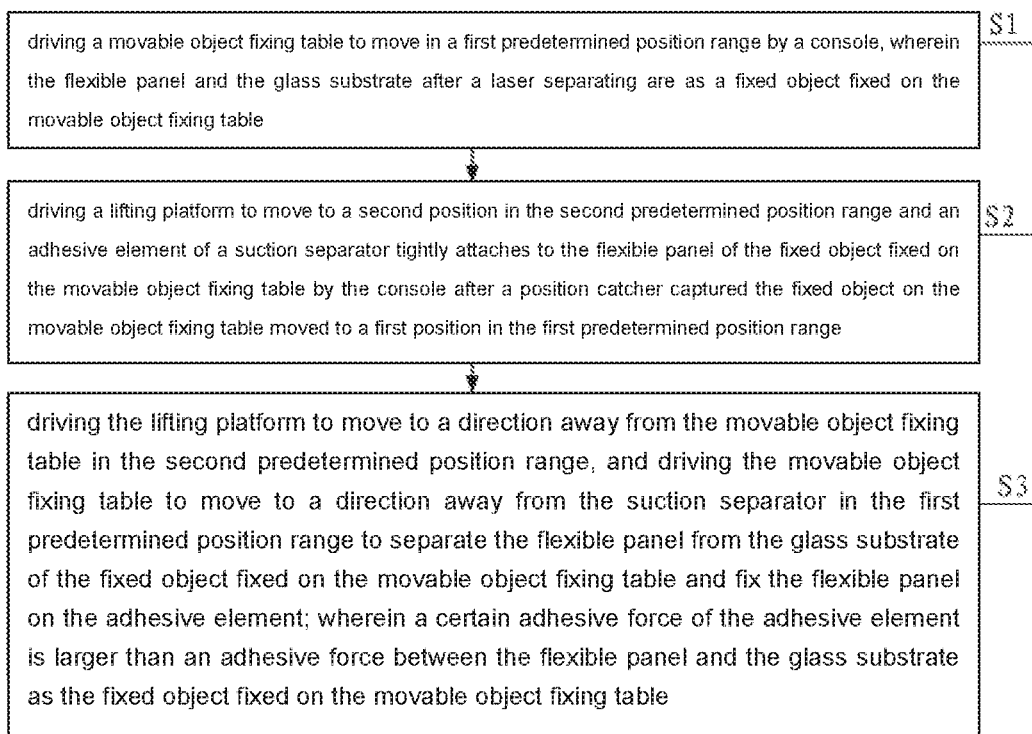 S1
driving a movable object fixing table to move in a first predetermined position range by a console, wherein
the flexible panel and the glass substrate after a laser separating are as a fixed object fixed on the
movable object fixing table
S2
driving a lifting platform to move to a second position in the second predetermined position range and an
adhesive element of a suction separator tightly attaches to the flexible panel of the fixed object fixed on
the movable object fixing table by the console after a position catcher captured the fixed object on the
movable object fixing table moved to a first position in the first predetermined position range
driving the lifting platform to move to a direction away from the movable object fixing
table in the second predetermined position range, and driving the movable object
fixing table to move to a direction away from the suction separator in the first
S3
predetermined position range to separate the flexible panel from the glass substrate
of the fixed object fixed on the movable object fixing table and fix the flexible panel
on the adhesive element; wherein a certain adhesive force of the adhesive element
is larger than an adhesive force between the flexible panel and the glass substrate
as the fixed object fixed on the movable object fixing table